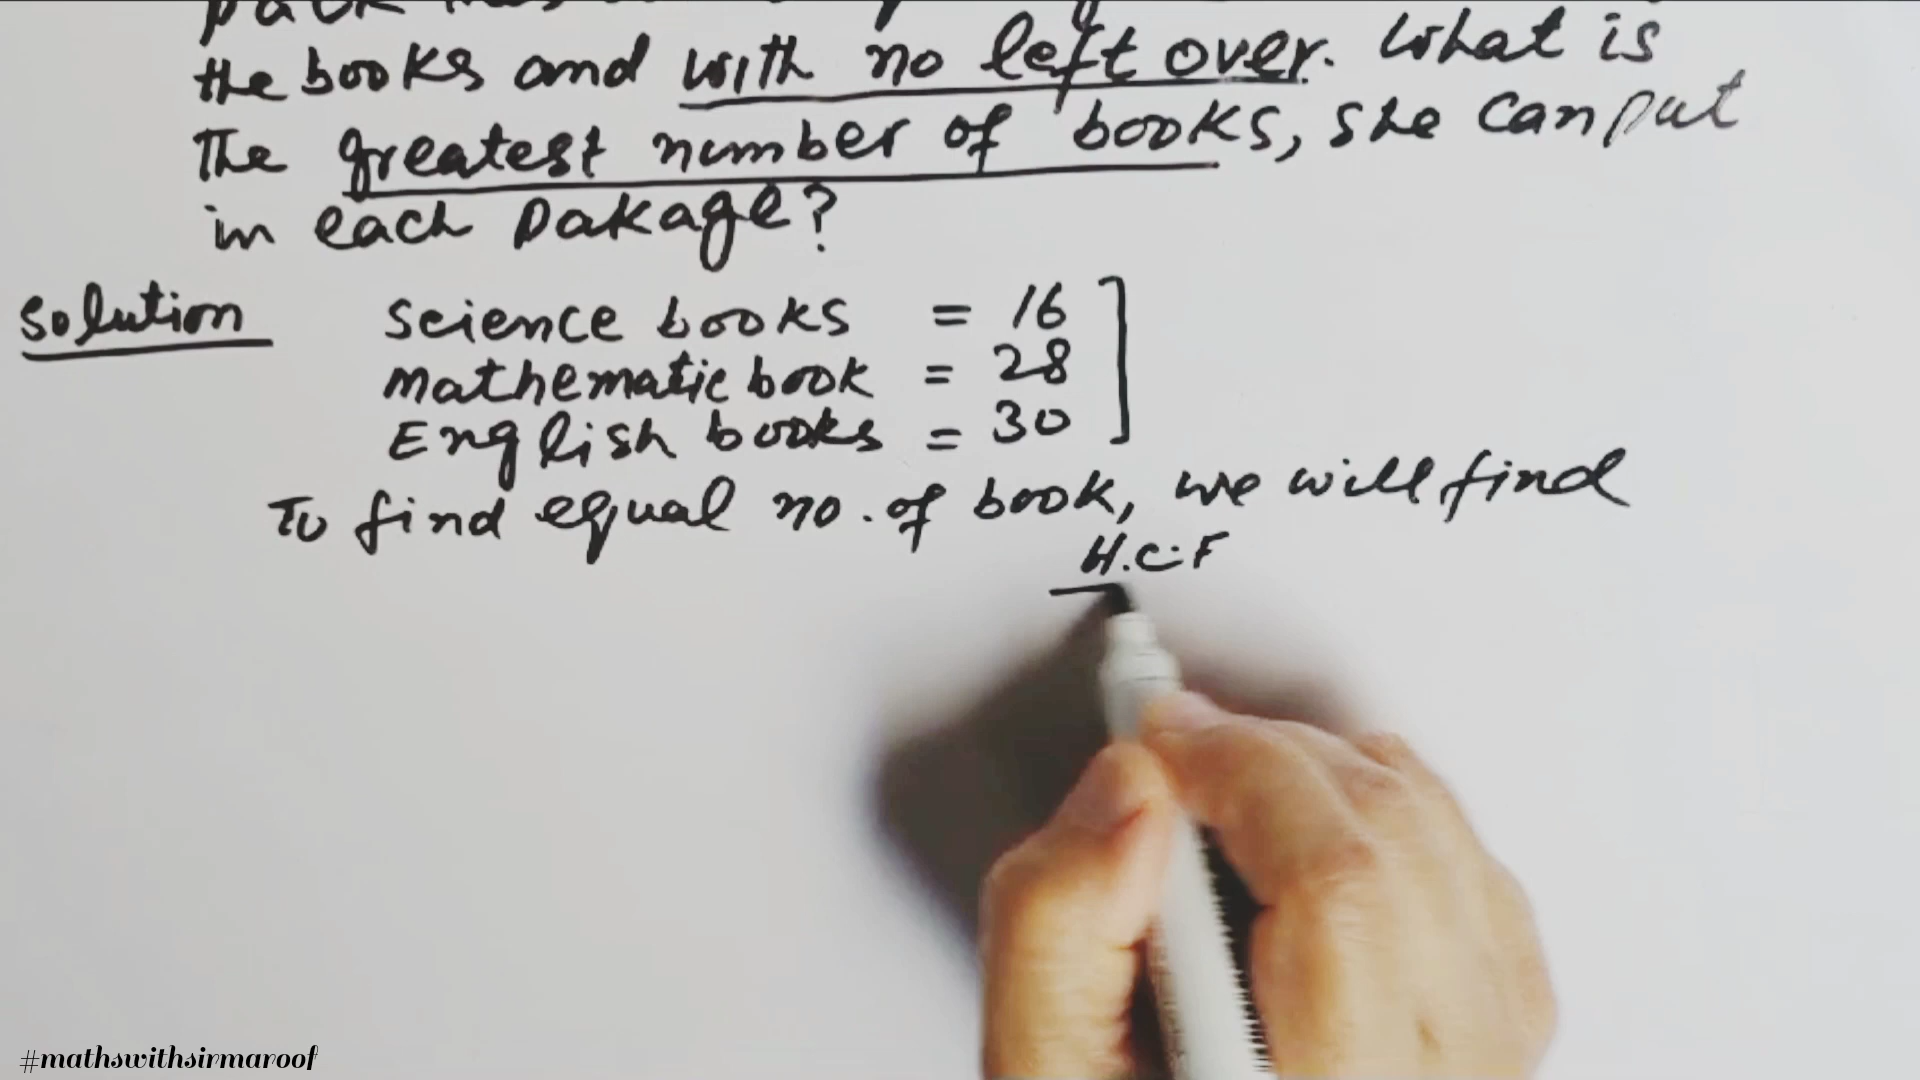 the books and with no left over. What is
The greatest number of books, she can put
in each Pakage?
Solution
Science books = 16
Mathematic book = 28
English books = 30
To find equal no. of book, we will find
H.C.F
#mathswithsirmaroof